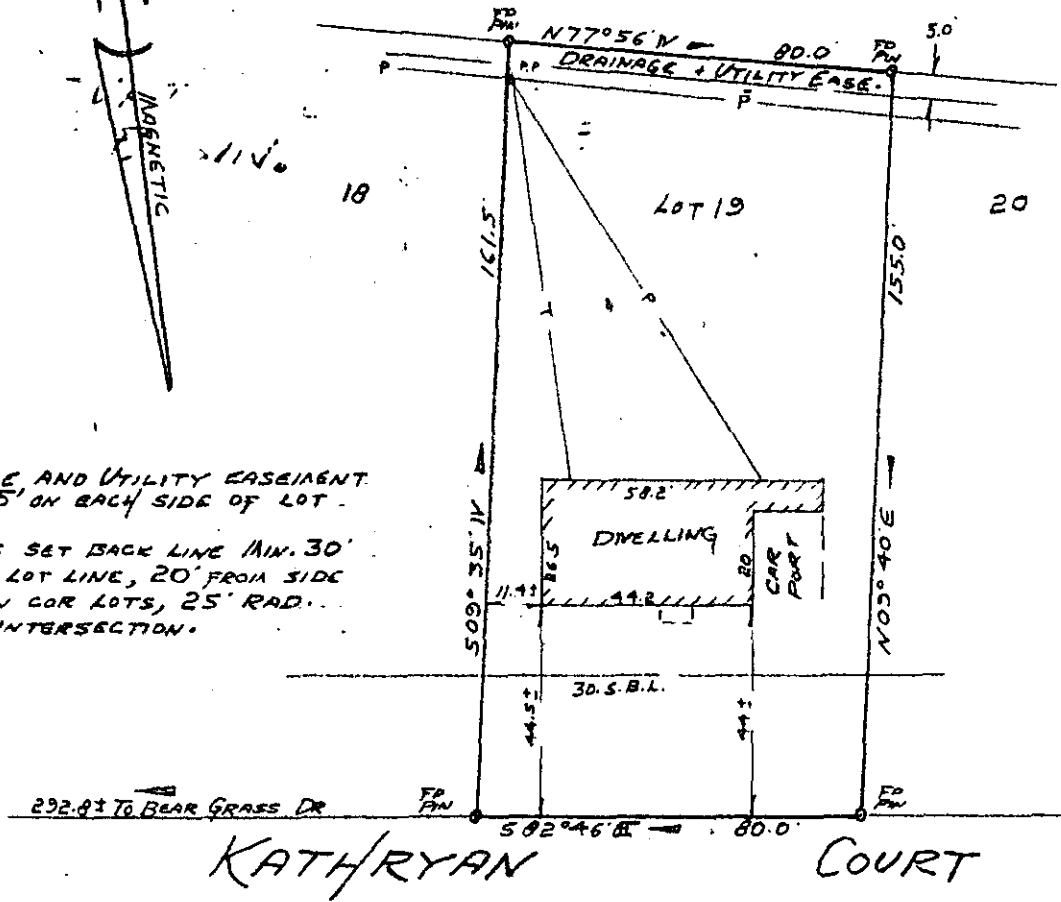 FD
PIN
N77°56'W
80.0'
FD
PIN
5.0'
P
P.P
DRAINAGE + UTILITY EASE.
P
MAGNETIC
18
LOT 19
20
161.5'
155.0'
P
P
E AND UTILITY EASEMENT
5' ON EACH SIDE OF LOT.
SET BACK LINE MIN. 30'
LOT LINE, 20' FROM SIDE
COR LOTS, 25' RAD.
INTERSECTION.
58.2'
DWELLING
26.5
20
CAR
PORT
11.4±
44.2
S09°35'W
N09°40'E
30. S.B.L.
44.5±
44±
292.8± TO BEAR GRASS DR
FD
PIN
FD
PIN
S82°46'E
80.0'
KATHRYAN COURT